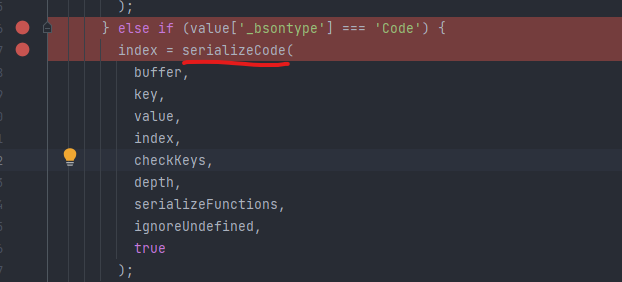 );
} else if (value['_bsontype'] === 'Code') {
index = serializeCode(
buffer,
key,
value,
index,
checkKeys,
depth,
serializeFunctions,
ignoreUndefined,
true
);